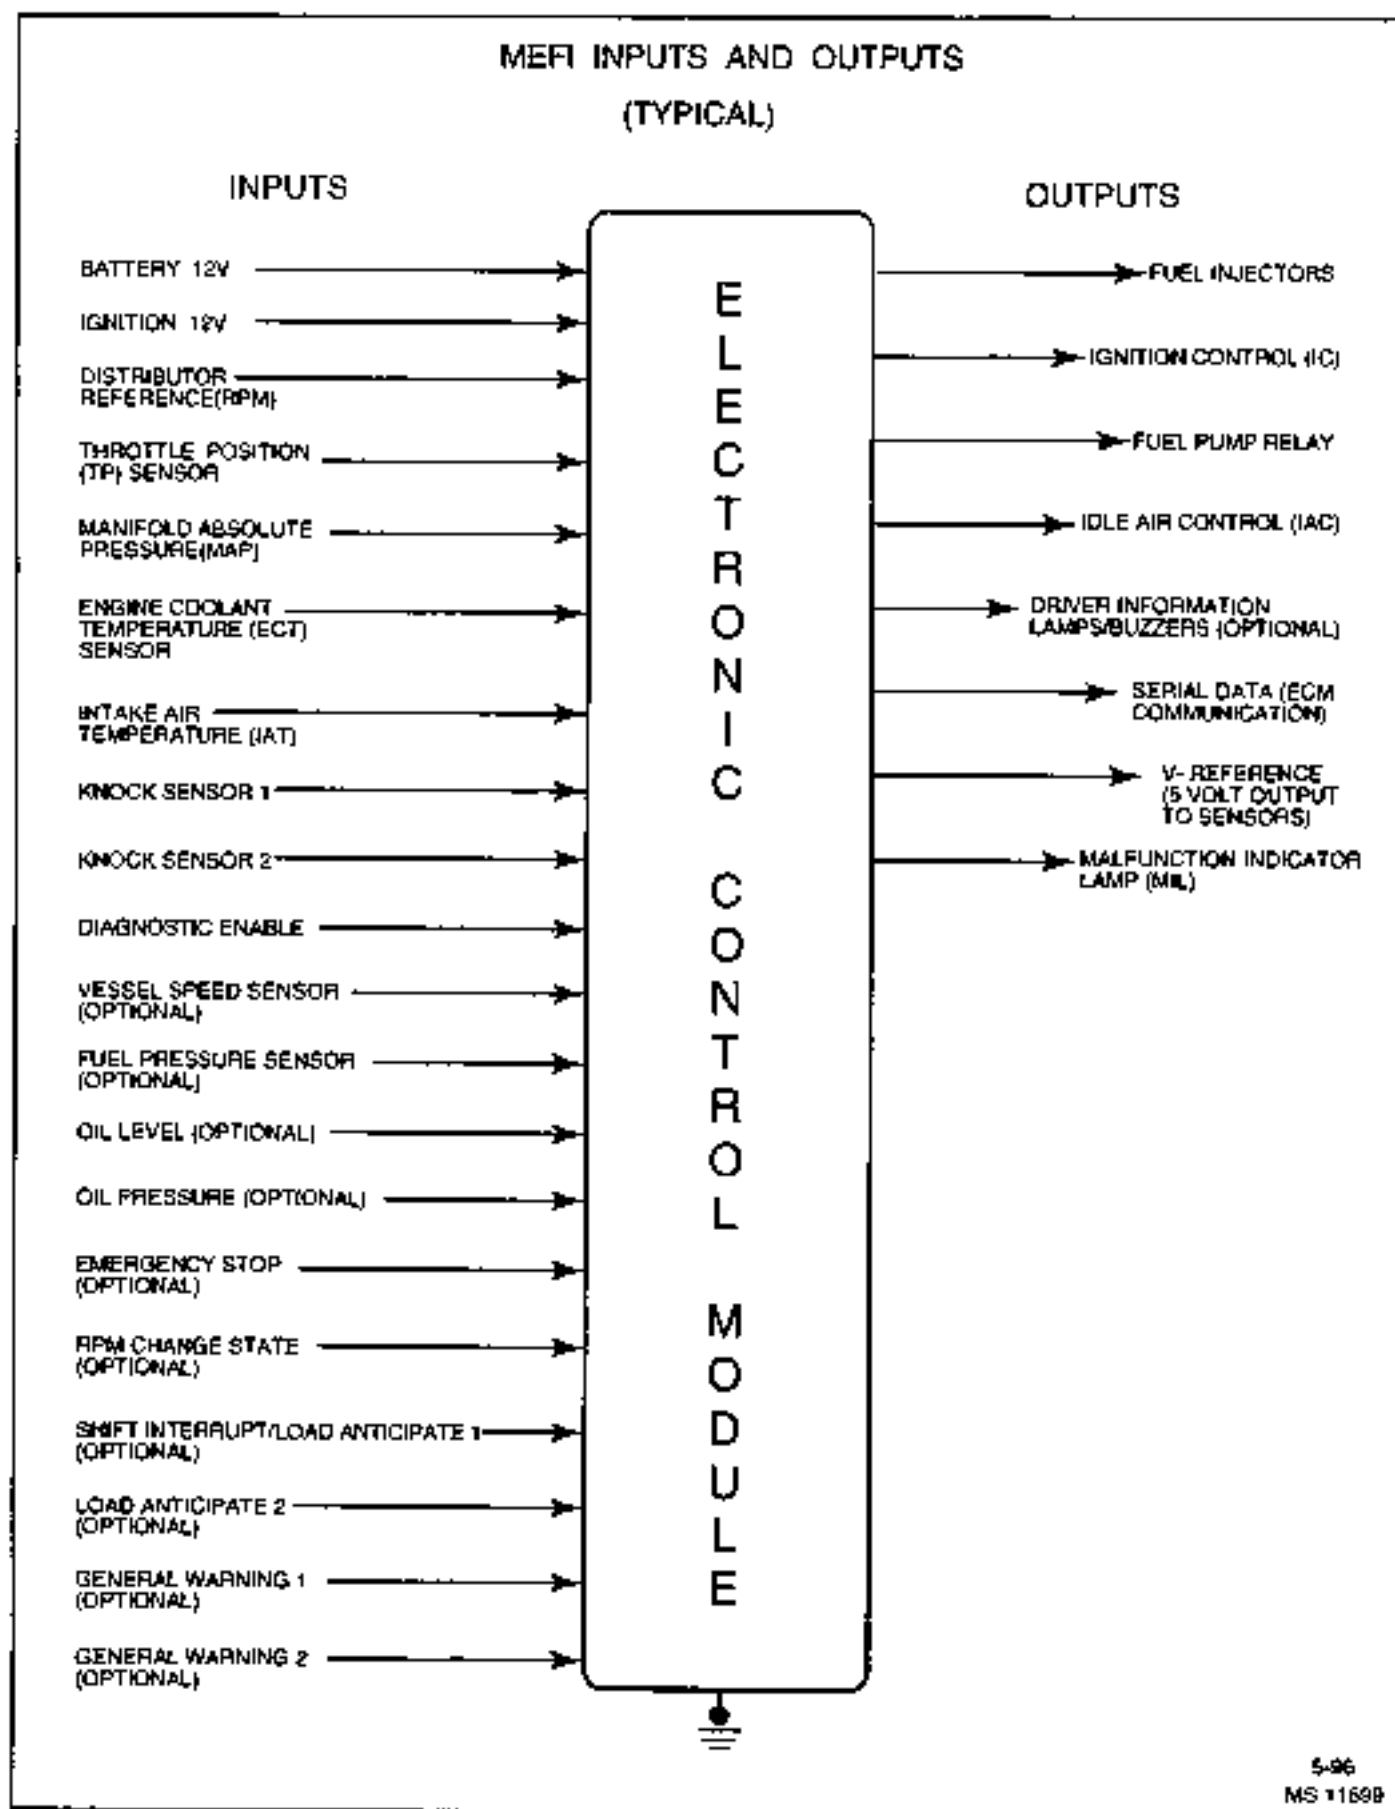 MEFI INPUTS AND OUTPUTS
(TYPICAL)
INPUTS
BATTERY 12V
IGNITION 12V
DISTRIBUTOR
REFERENCE(RPM)
THROTTLE POSITION
(TP) SENSOR
MANIFOLD ABSOLUTE
PRESSURE(MAP)
ENGINE COOLANT
TEMPERATURE (ECT)
SENSOR
INTAKE AIR
TEMPERATURE (IAT)
KNOCK SENSOR 1
KNOCK SENSOR 2
DIAGNOSTIC ENABLE
VESSEL SPEED SENSOR
(OPTIONAL)
FUEL PRESSURE SENSOR
(OPTIONAL)
OIL LEVEL (OPTIONAL)
OIL PRESSURE (OPTIONAL)
EMERGENCY STOP
(OPTIONAL)
RPM CHANGE STATE
(OPTIONAL)
SHIFT INTERRUPT/LOAD ANTICIPATE 1
(OPTIONAL)
LOAD ANTICIPATE 2
(OPTIONAL)
GENERAL WARNING 1
(OPTIONAL)
GENERAL WARNING 2
(OPTIONAL)
ELECTRONIC CONTROL MODULE
OUTPUTS
FUEL INJECTORS
IGNITION CONTROL (IC)
FUEL PUMP RELAY
IDLE AIR CONTROL (IAC)
DRIVER INFORMATION
LAMPS/BUZZERS (OPTIONAL)
SERIAL DATA (ECM
COMMUNICATION)
V- REFERENCE
(5 VOLT OUTPUT
TO SENSORS)
MALFUNCTION INDICATOR
LAMP (MIL)
5-96
MS 11699